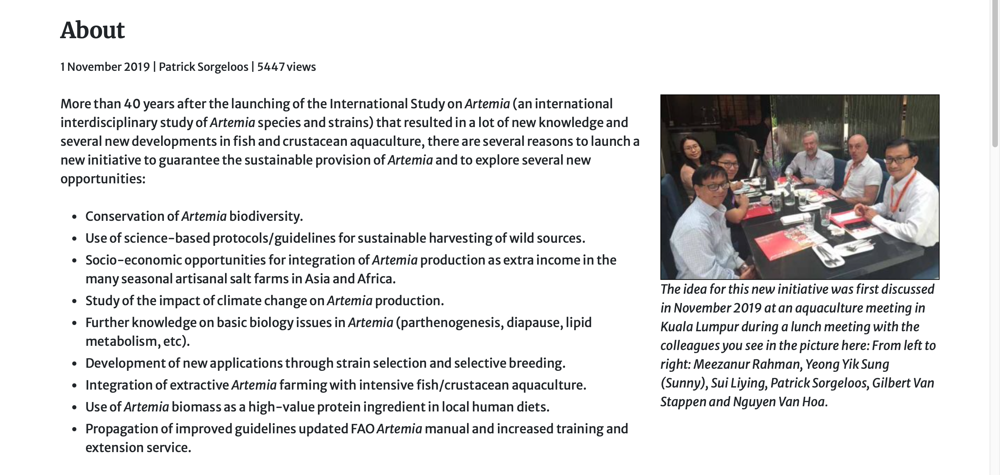 About
1 November 2019 | Patrick Sorgeloos | 5447 views
More than 40 years after the launching of the International Study on Artemia (an international
interdisciplinary study of Artemia species and strains) that resulted in a lot of new knowledge and
several new developments in fish and crustacean aquaculture, there are several reasons to launch a
new initiative to guarantee the sustainable provision of Artemia and to explore several new
opportunities:
• Conservation of Artemia biodiversity.
• Use of science-based protocols/guidelines for sustainable harvesting of wild sources.
• Socio-economic opportunities for integration of Artemia production as extra income in the
many seasonal artisanal salt farms in Asia and Africa.
• Study of the impact of climate change on Artemia production.
• Further knowledge on basic biology issues in Artemia (parthenogenesis, diapause, lipid
metabolism, etc).
• Development of new applications through strain selection and selective breeding.
• Integration of extractive Artemia farming with intensive fish/crustacean aquaculture.
• Use of Artemia biomass as a high-value protein ingredient in local human diets.
• Propagation of improved guidelines updated FAO Artemia manual and increased training and
extension service.
The idea for this new initiative was first discussed
in November 2019 at an aquaculture meeting in
Kuala Lumpur during a lunch meeting with the
colleagues you see in the picture here: From left to
right: Meezanur Rahman, Yeong Yik Sung
(Sunny), Sui Liying, Patrick Sorgeloos, Gilbert Van
Stappen and Nguyen Van Hoa.